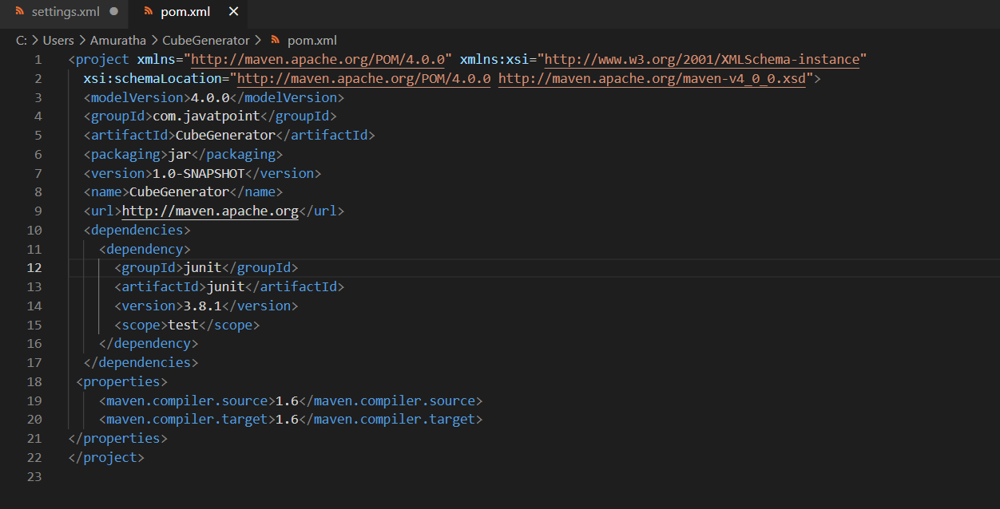 settings.xml ● pom.xml ×
C: > Users > Amuratha > CubeGenerator > pom.xml
1 <project xmlns="http://maven.apache.org/POM/4.0.0" xmlns:xsi="http://www.w3.org/2001/XMLSchema-instance"
2   xsi:schemaLocation="http://maven.apache.org/POM/4.0.0 http://maven.apache.org/maven-v4_0_0.xsd">
3   <modelVersion>4.0.0</modelVersion>
4   <groupId>com.javatpoint</groupId>
5   <artifactId>CubeGenerator</artifactId>
6   <packaging>jar</packaging>
7   <version>1.0-SNAPSHOT</version>
8   <name>CubeGenerator</name>
9   <url>http://maven.apache.org</url>
10   <dependencies>
11     <dependency>
12       <groupId>junit</groupId>
13       <artifactId>junit</artifactId>
14       <version>3.8.1</version>
15       <scope>test</scope>
16     </dependency>
17   </dependencies>
18  <properties>
19     <maven.compiler.source>1.6</maven.compiler.source>
20     <maven.compiler.target>1.6</maven.compiler.target>
21 </properties>
22 </project>
23